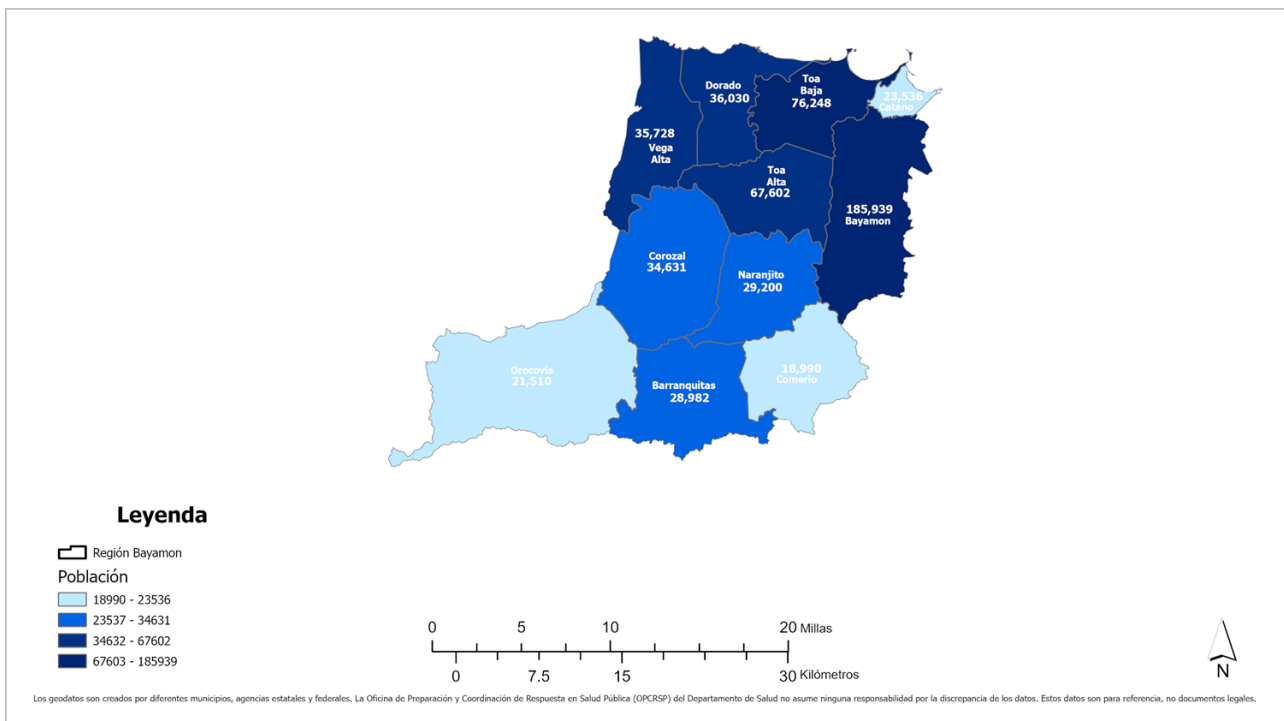 Dorado
36,030
Toa
Baja
76,248
23,536
Catano
35,728
Vega
Alta
Toa
Alta
67,602
185,939
Bayamon
Corozal
34,631
Naranjito
29,200
Orocovis
21,510
Barranquitas
28,982
18,990
Comerio
Leyenda
Región Bayamon
Población
18990 - 23536
23537 - 34631
34632 - 67602
67603 - 185939
0 5 10 20 Millas
0 7.5 15 30 Kilómetros
N
Los geodatos son creados por diferentes municipios, agencias estatales y federales. La Oficina de Preparación y Coordinación de Respuesta en Salud Pública (OPCRSP) del Departamento de Salud no asume ninguna responsabilidad por la discrepancia de los datos. Estos datos son para referencia, no documentos legales.